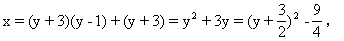 x = (y + 3)(y - 1) + (y + 3) = y² + 3y = (y + 3/2)² - 9/4 ,